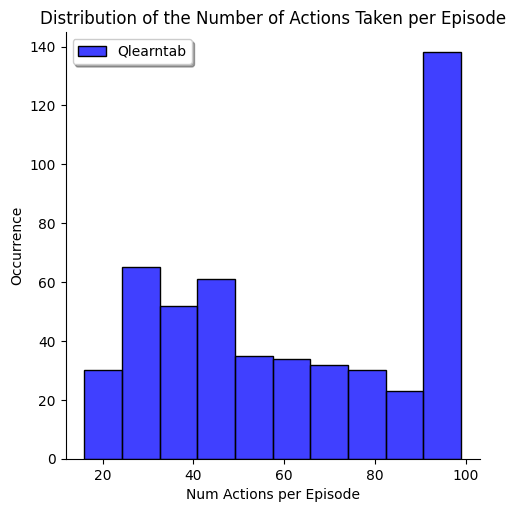 Distribution of the Number of Actions Taken per Episode
Qlearntab
140
120
100
80
60
40
20
0
Occurrence
20 40 60 80 100
Num Actions per Episode